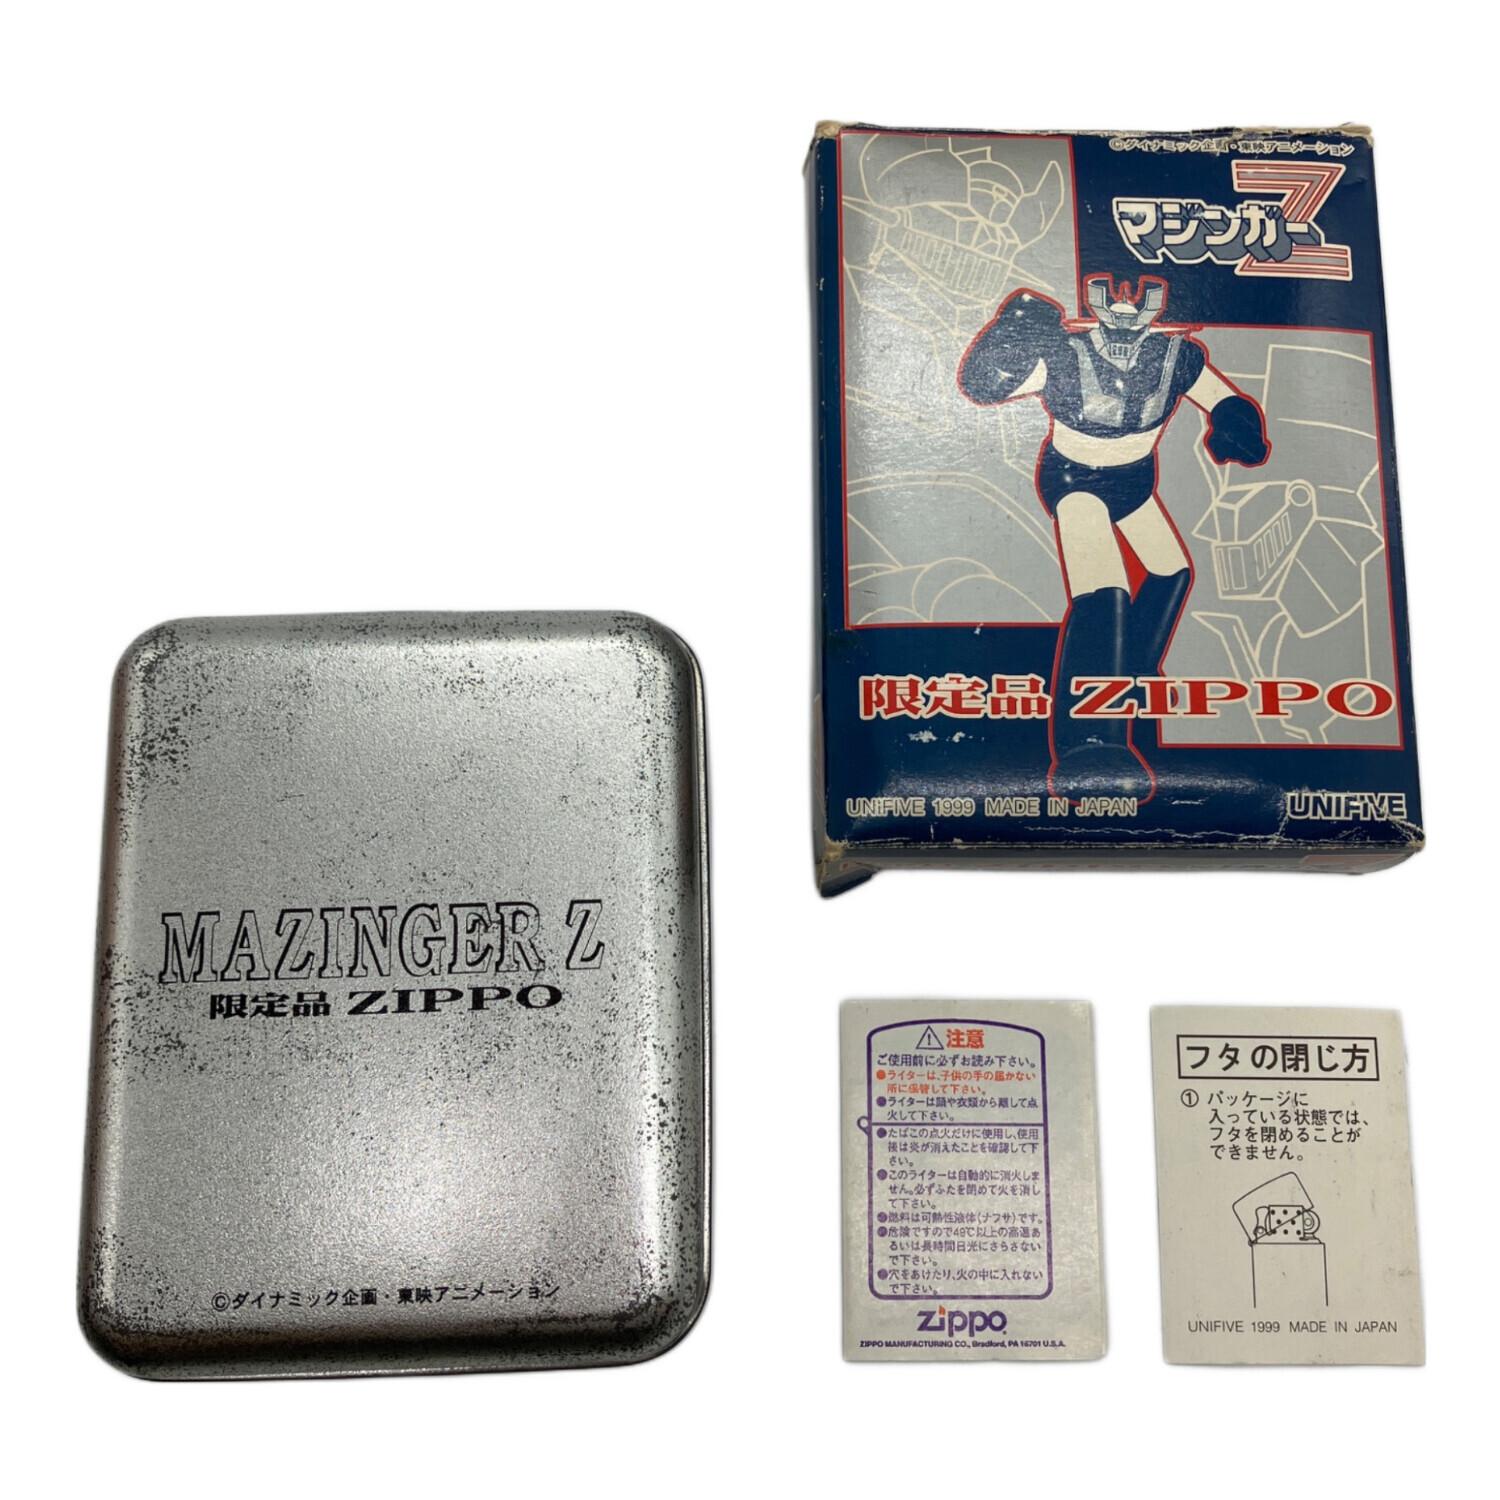 ©ダイナミック企画・東映アニメーション
マジンガーZ
限定品 ZIPPO
UNIFIVE 1999 MADE IN JAPAN
UNIFIVE
MAZINGER Z
限定品 ZIPPO
©ダイナミック企画・東映アニメーション
注意
ご使用前に必ずお読み下さい。
●ライターは、子供の手の届かない
所に保管して下さい。
●ライターは顔や衣類から離して点
火して下さい。
●たばこの点火だけに使用し、使用
後は炎が消えたことを確認して下
さい。
●このライターは自動的に消火しま
せん。必ずふたを閉めて火を消し
て下さい。
●燃料は可燃性液体(ナフサ)です。
●危険ですので49℃以上の高温あ
るいは長時間日光にさらさない
で下さい。
●穴をあけたり、火の中に入れない
で下さい。
zippo
ZIPPO MANUFACTURING CO., Bradford, PA 16701 U.S.A.
フタの閉じ方
① パッケージに
入っている状態では、
フタを閉めることが
できません。
UNIFIVE 1999 MADE IN JAPAN